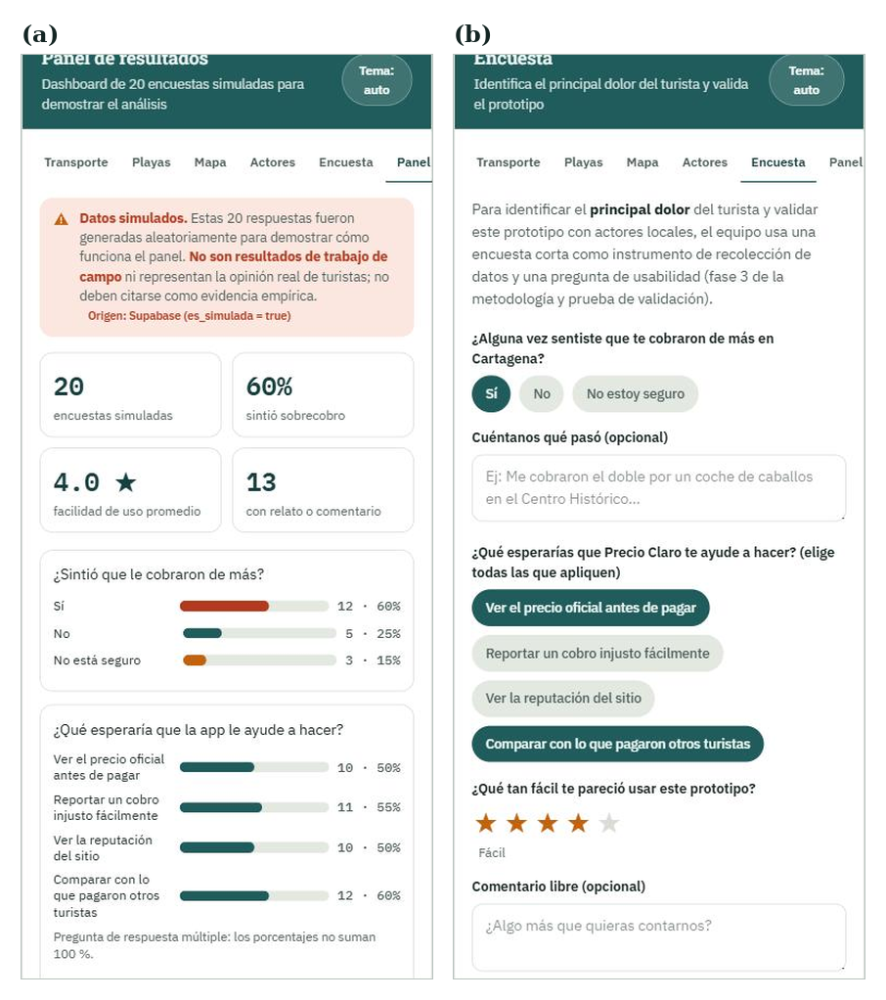 (a)
Panel de resultados
Dashboard de 20 encuestas simuladas para
demostrar el análisis
Tema:
auto
Transporte Playas Mapa Actores Encuesta Panel
Datos simulados. Estas 20 respuestas fueron
generadas aleatoriamente para demostrar cómo
funciona el panel. No son resultados de trabajo de
campo ni representan la opinión real de turistas; no
deben citarse como evidencia empírica.
Origen: Supabase (es_simulada = true)
20
encuestas simuladas
60%
sintió sobrecobro
4.0 ★
facilidad de uso promedio
13
con relato o comentario
¿Sintió que le cobraron de más?
Sí 12 · 60%
No 5 · 25%
No está seguro 3 · 15%
¿Qué esperaría que la app le ayude a hacer?
Ver el precio oficial
antes de pagar
10 · 50%
Reportar un cobro
injusto fácilmente
11 · 55%
Ver la reputación
del sitio
10 · 50%
Comparar con lo
que pagaron otros
turistas
12 · 60%
Pregunta de respuesta múltiple: los porcentajes no suman
100 %.
(b)
Encuesta
Identifica el principal dolor del turista y valida
el prototipo
Tema:
auto
Transporte Playas Mapa Actores Encuesta Panel
Para identificar el principal dolor del turista y validar
este prototipo con actores locales, el equipo usa una
encuesta corta como instrumento de recolección de
datos y una pregunta de usabilidad (fase 3 de la
metodología y prueba de validación).
¿Alguna vez sentiste que te cobraron de más en
Cartagena?
Sí No No estoy seguro
Cuéntanos qué pasó (opcional)
Ej: Me cobraron el doble por un coche de caballos
en el Centro Histórico...
¿Qué esperarías que Precio Claro te ayude a hacer? (elige
todas las que apliquen)
Ver el precio oficial antes de pagar
Reportar un cobro injusto fácilmente
Ver la reputación del sitio
Comparar con lo que pagaron otros turistas
¿Qué tan fácil te pareció usar este prototipo?
★ ★ ★ ★ ★
Fácil
Comentario libre (opcional)
¿Algo más que quieras contarnos?